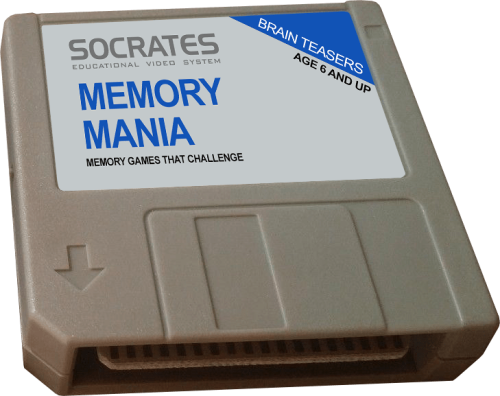 SOCRATES
EDUCATIONAL VIDEO SYSTEM
BRAIN TEASERS
AGE 6 AND UP
MEMORY
MANIA
MEMORY GAMES THAT CHALLENGE